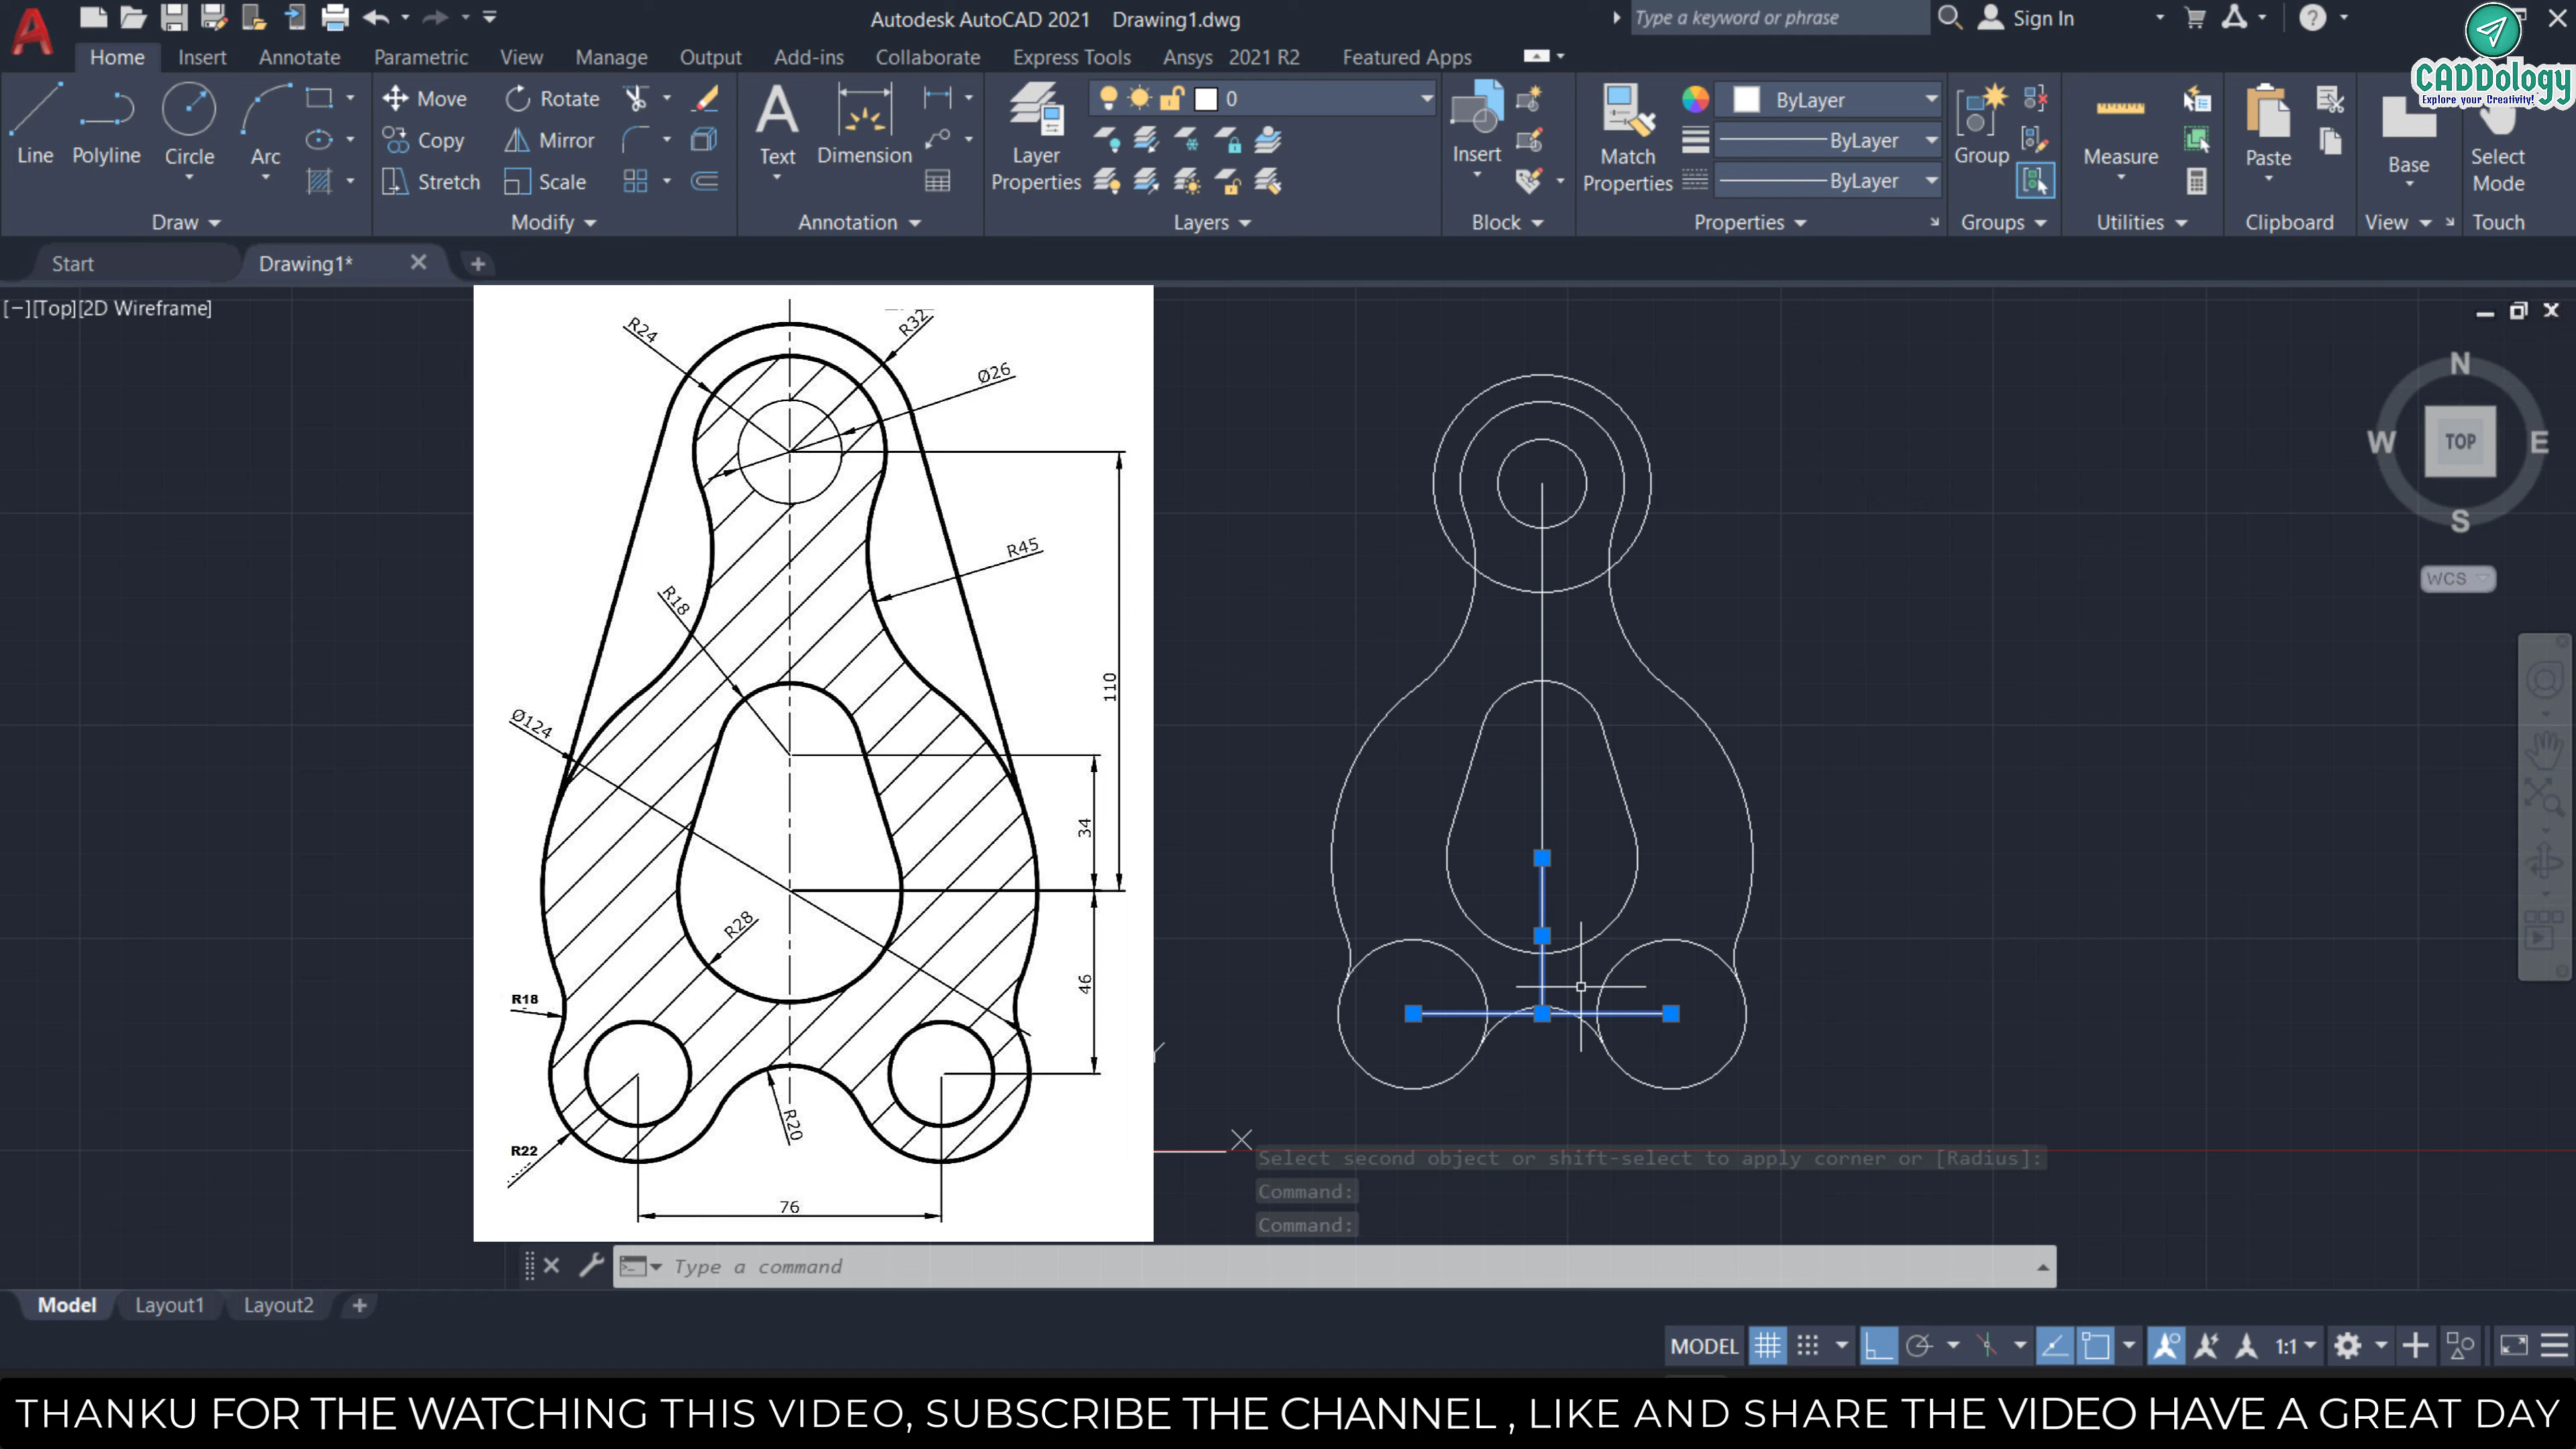 Autodesk AutoCAD 2021 Drawing1.dwg
Type a keyword or phrase
Sign In
CADDology
Explore your Creativity!
Home Insert Annotate Parametric View Manage Output Add-ins Collaborate Express Tools Ansys 2021 R2 Featured Apps
Line Polyline Circle Arc
Move Rotate
Copy Mirror
Stretch Scale
Text Dimension
Layer Properties
0
Insert
Match Properties
ByLayer
ByLayer
ByLayer
Group
Measure
Paste
Base
Select Mode
Draw Modify Annotation Layers Block Properties Groups Utilities Clipboard View Touch
Start Drawing1*
[−][Top][2D Wireframe]
R24
R32
Ø26
R45
R18
110
Ø124
34
R28
46
R18
R20
R22
76
N
W TOP E
S
WCS
Select second object or shift-select to apply corner or [Radius]:
Command:
Command:
Type a command
Model Layout1 Layout2
MODEL 1:1
THANKU FOR THE WATCHING THIS VIDEO, SUBSCRIBE THE CHANNEL , LIKE AND SHARE THE VIDEO HAVE A GREAT DAY